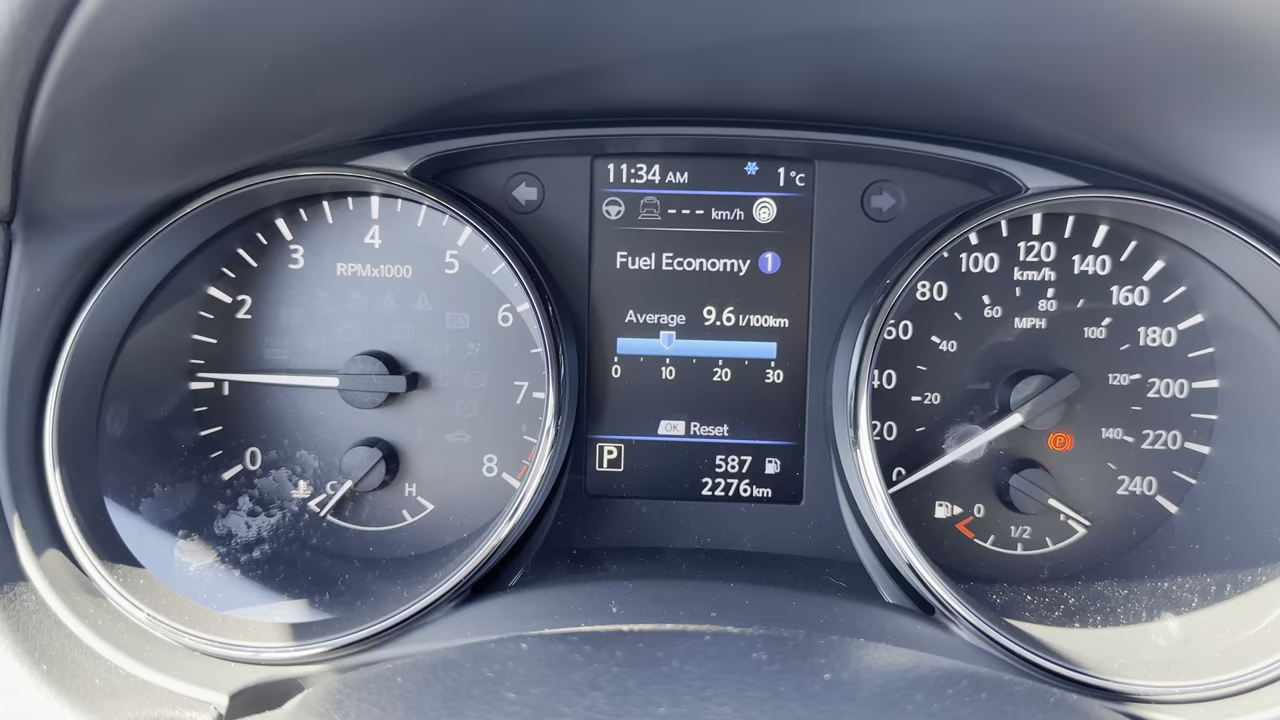 11:34 AM 1°C
--- km/h
Fuel Economy 1
Average 9.6 l/100km
0 10 20 30
OK Reset
P 587
2276 km
0 1 2 3 4 5 6 7 8
RPMx1000
C H
0 20 40 60 80 100 120 140 160 180 200 220 240
km/h
20 40 60 80 100 120 140
MPH
P
0 1/2